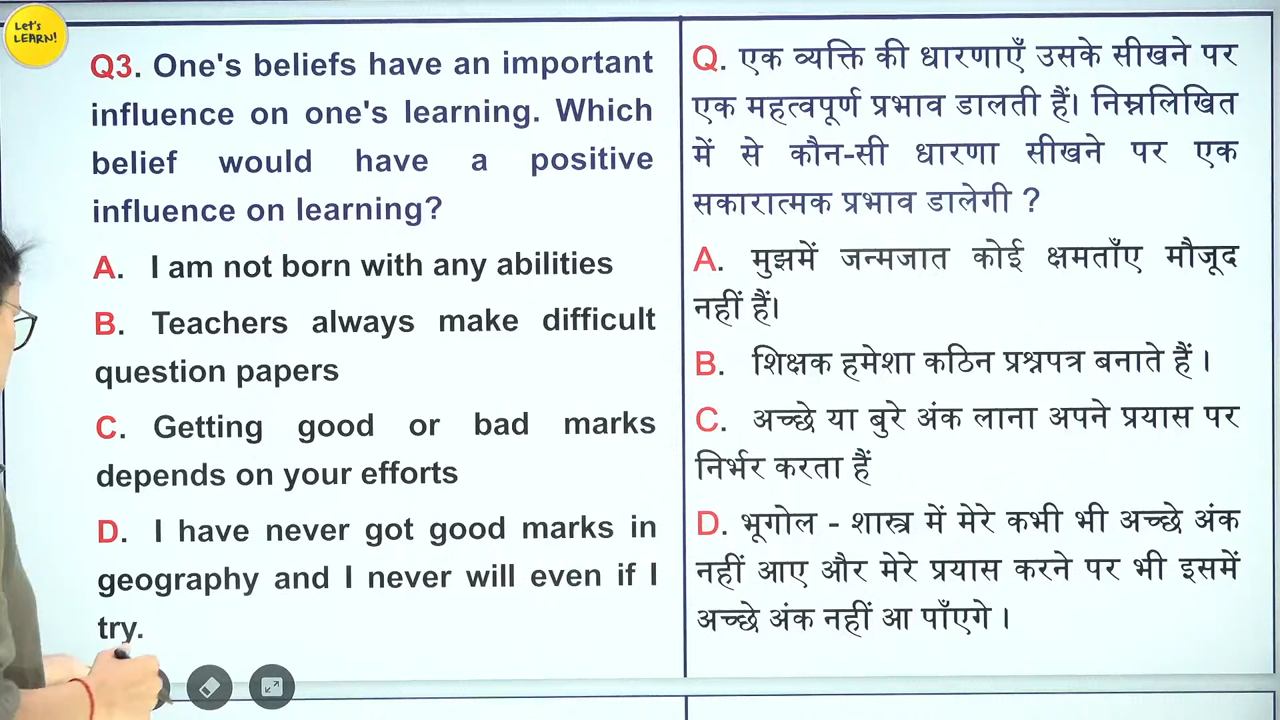 Let's
LEARN!
Q3. One's beliefs have an important
influence on one's learning. Which
belief would have a positive
influence on learning?
A. I am not born with any abilities
B. Teachers always make difficult
question papers
C. Getting good or bad marks
depends on your efforts
D. I have never got good marks in
geography and I never will even if I
try.
Q. एक व्यक्ति की धारणाएँ उसके सीखने पर
एक महत्वपूर्ण प्रभाव डालती हैं। निम्नलिखित
में से कौन-सी धारणा सीखने पर एक
सकारात्मक प्रभाव डालेगी ?
A. मुझमें जन्मजात कोई क्षमताँए मौजूद
नहीं हैं।
B. शिक्षक हमेशा कठिन प्रश्नपत्र बनाते हैं ।
C. अच्छे या बुरे अंक लाना अपने प्रयास पर
निर्भर करता हैं
D. भूगोल - शास्त्र में मेरे कभी भी अच्छे अंक
नहीं आए और मेरे प्रयास करने पर भी इसमें
अच्छे अंक नहीं आ पाँएगे ।